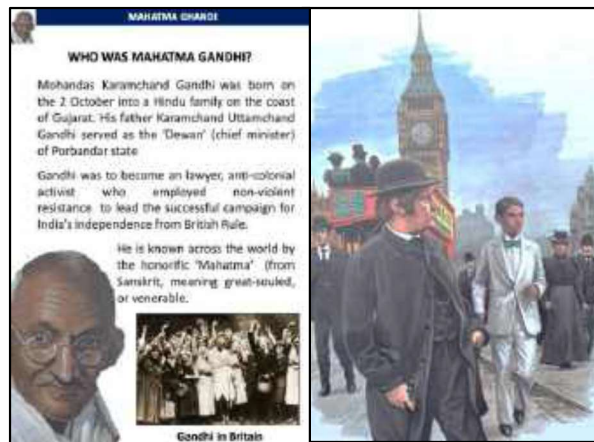 MAHATMA GHANDI
WHO WAS MAHATMA GANDHI?
Mohandas Karamchand Gandhi was born on
the 2 October into a Hindu family on the coast
of Gujarat. His father Karamchand Uttamchand
Gandhi served as the 'Dewan' (chief minister)
of Porbandar state
Gandhi was to become an lawyer, anti-colonial
activist who employed non-violent
resistance to lead the successful campaign for
India's independence from British Rule.
He is known across the world by
the honorific 'Mahatma' (from
Sanskrit, meaning great-souled,
or venerable.
Gandhi in Britain